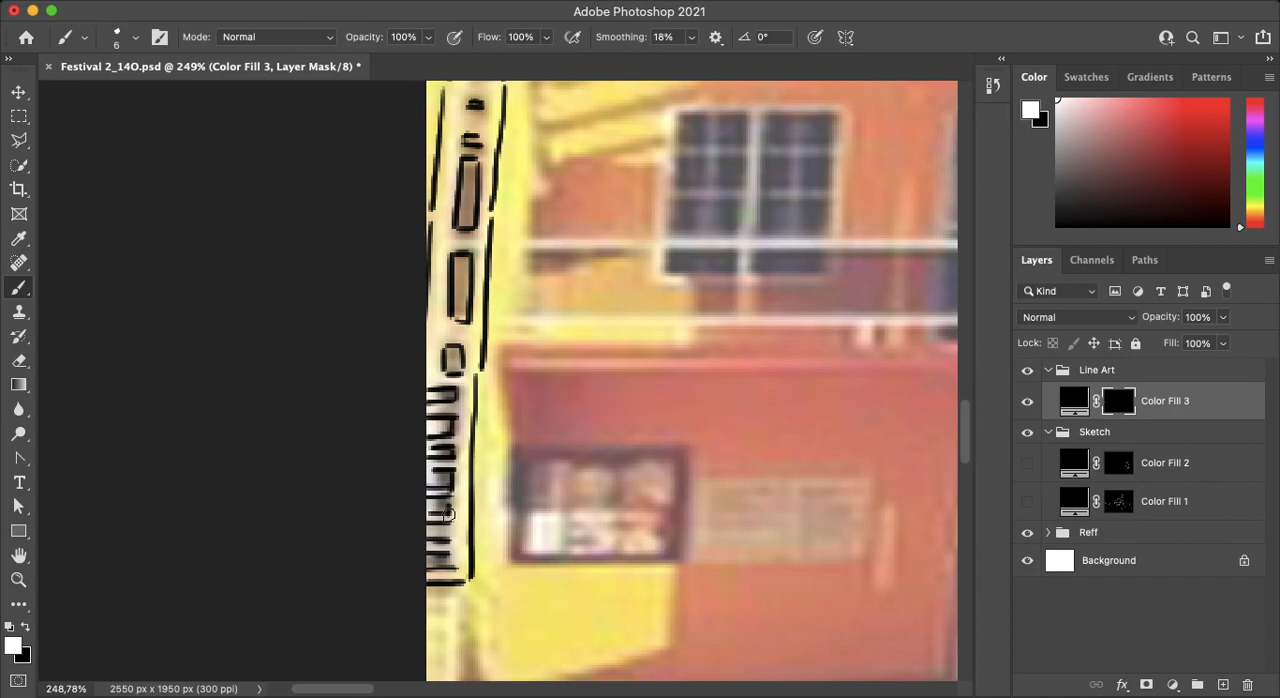 Adobe Photoshop 2021
6
Mode: Normal
Opacity: 100%
Flow: 100%
Smoothing: 18%
0°
Festival 2_14O.psd @ 249% (Color Fill 3, Layer Mask/8) *
Color
Swatches
Gradients
Patterns
Layers
Channels
Paths
Kind
Normal
Opacity: 100%
Lock:
Fill: 100%
Line Art
Color Fill 3
Sketch
Color Fill 2
Color Fill 1
Reff
Background
248,78%
2550 px x 1950 px (300 ppi)